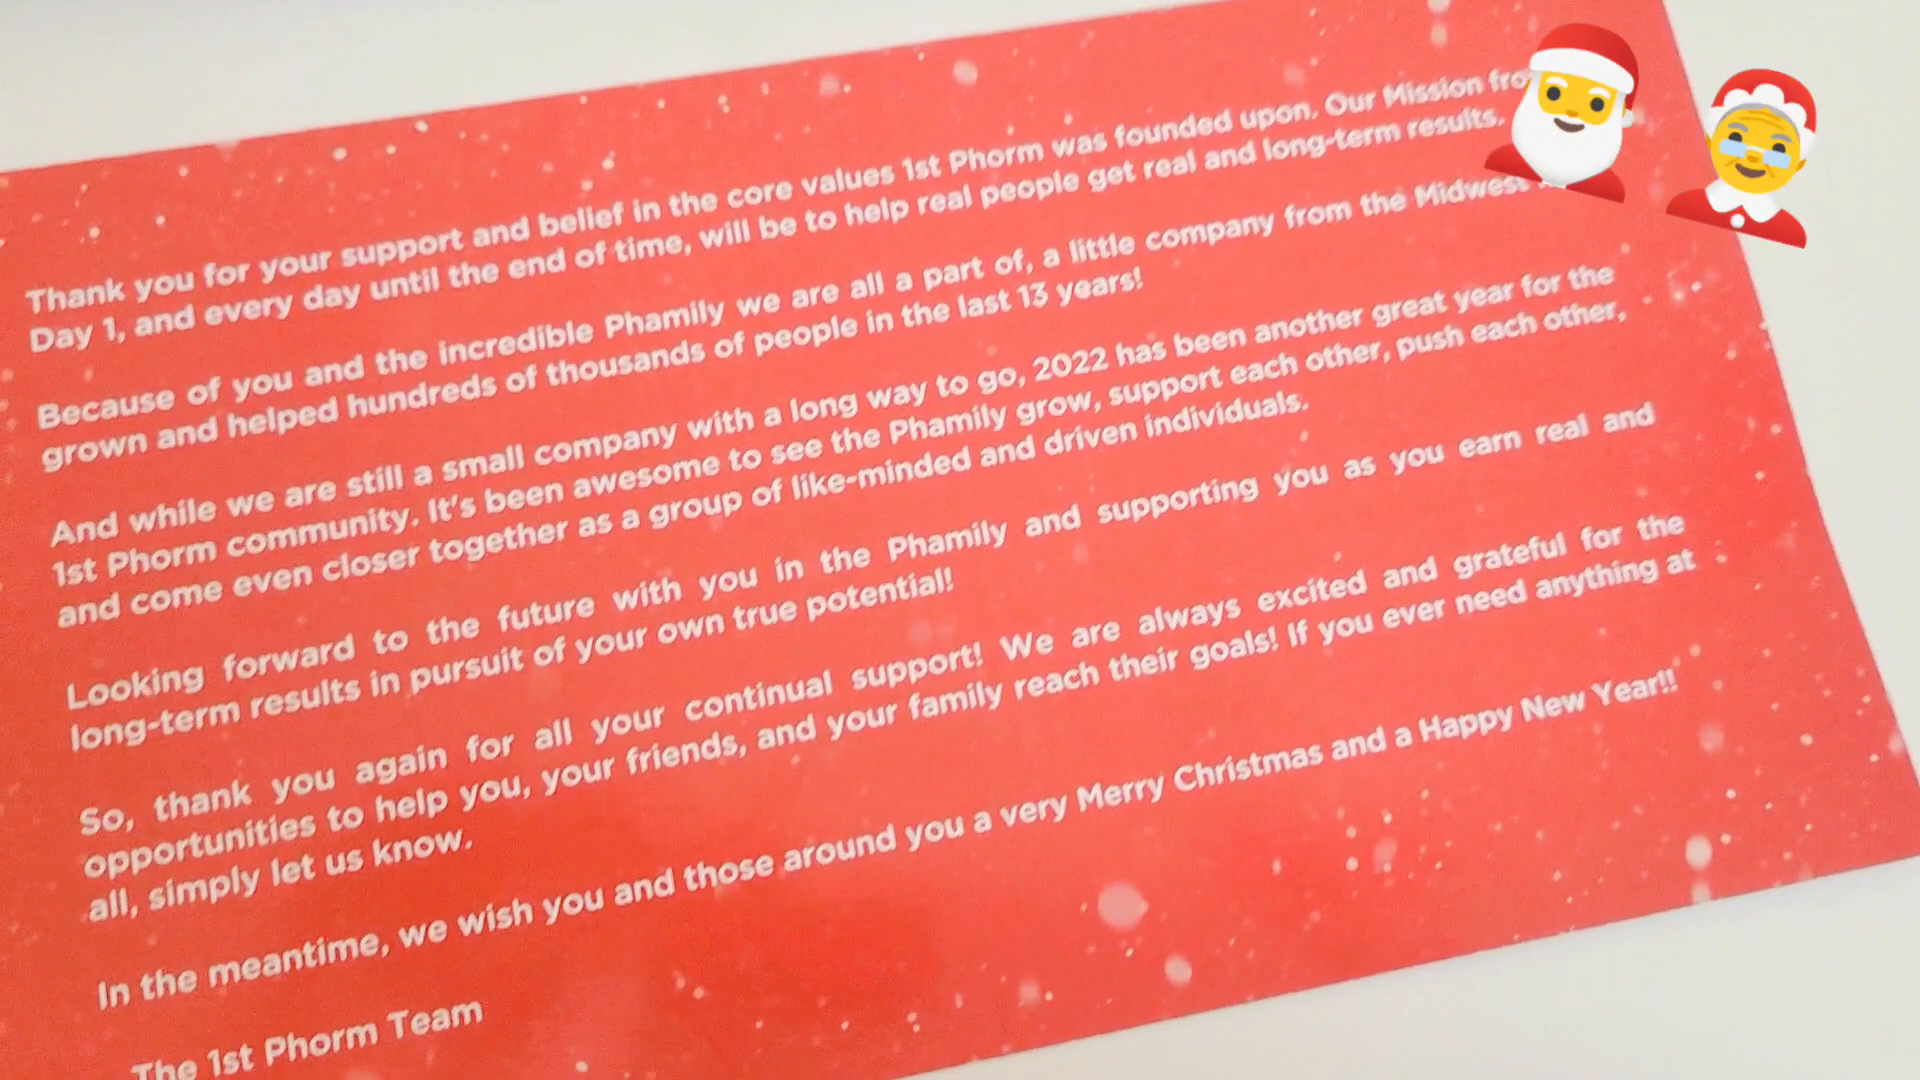 Thank you for your support and belief in the core values 1st Phorm was founded upon. Our Mission from
Day 1, and every day until the end of time, will be to help real people get real and long-term results.
Because of you and the incredible Phamily we are all a part of, a little company from the Midwest
grown and helped hundreds of thousands of people in the last 13 years!
And while we are still a small company with a long way to go, 2022 has been another great year for the
1st Phorm community. It's been awesome to see the Phamily grow, support each other, push each other,
and come even closer together as a group of like-minded and driven individuals.
Looking forward to the future with you in the Phamily and supporting you as you earn real and
long-term results in pursuit of your own true potential!
So, thank you again for all your continual support! We are always excited and grateful for the
opportunities to help you, your friends, and your family reach their goals! If you ever need anything at
all, simply let us know.
In the meantime, we wish you and those around you a very Merry Christmas and a Happy New Year!!
The 1st Phorm Team